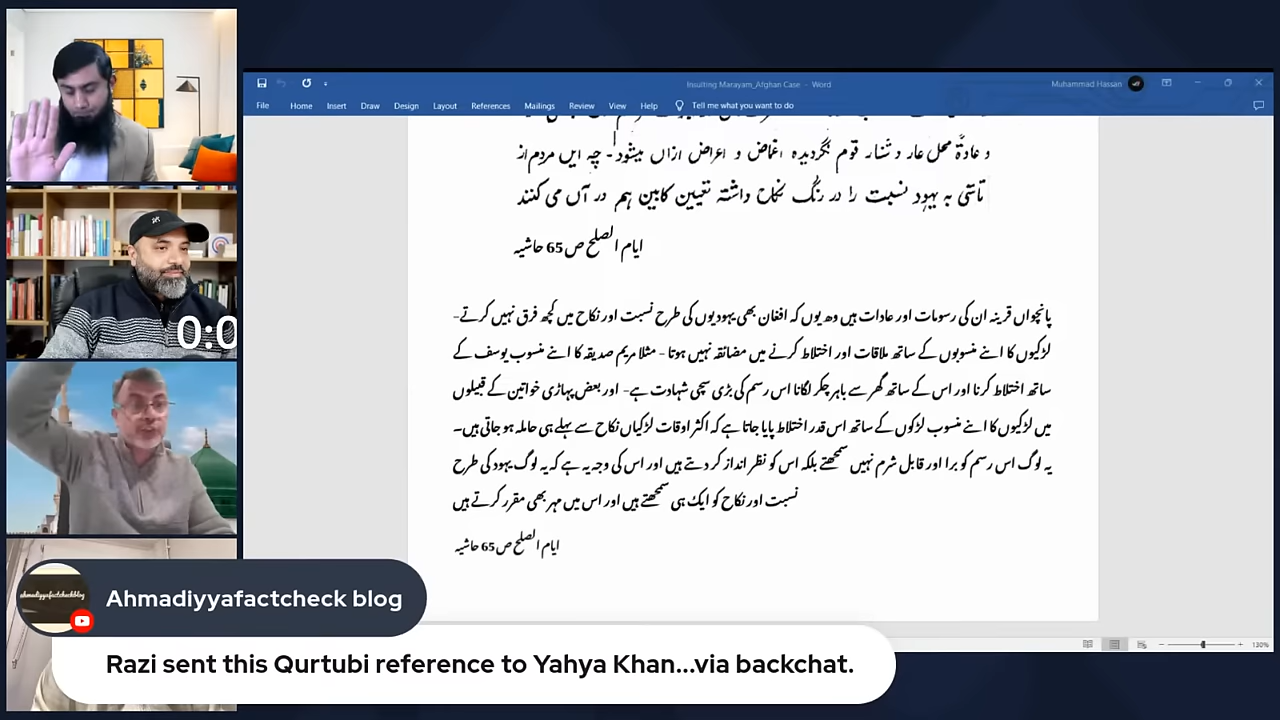 Insulting Marayam_Afghan Case - Word
Muhammad Hassan
File Home Insert Draw Design Layout References Mailings Review View Help Tell me what you want to do
و عادةً محل عار و شنار قوم نگردیده اغماض و اعراض ازاں میشود - چہ ایں مردم از
تانتی بہ یہود نسبت را در رنگ نکاح داشتہ تعیین کابین ہم در آں می کنند
ایام الصلح ص 65 حاشیہ
پانچواں قرینہ ان کی رسومات اور عادات ہیں وہ یوں کہ افغان بھی یہودیوں کی طرح نسبت اور نکاح میں کچھ فرق نہیں کرتے-
لڑکیوں کا اپنے منسوبوں کے ساتھ ملاقات اور اختلاط کرنے میں مضائقہ نہیں ہوتا - مثلا مریم صدیقہ کا اپنے منسوب یوسف کے
ساتھ اختلاط کرنا اور اس کے ساتھ گھر سے باہر چکر لگانا اس رسم کی بڑی سچی شہادت ہے- اور بعض پہاڑی خواتین کے قبیلوں
میں لڑکیوں کا اپنے منسوب لڑکوں کے ساتھ اس قدر اختلاط پایا جاتا ہے کہ اکثر اوقات لڑکیاں نکاح سے پہلے ہی حاملہ ہو جاتی ہیں۔
یہ لوگ اس رسم کو برا اور قابل شرم نہیں سمجھتے بلکہ اس کو نظر انداز کر دتے ہیں اور اس کی وجہ یہ ہے کہ یہ لوگ یہود کی طرح
نسبت اور نکاح کو ایک ہی سمجھتے ہیں اور اس میں مہر بھی مقرر کرتے ہیں
ایام الصلح ص 65 حاشیہ
0:0
ahmadiyyafactcheckblog
Ahmadiyyafactcheck blog
Razi sent this Qurtubi reference to Yahya Khan...via backchat.
130%